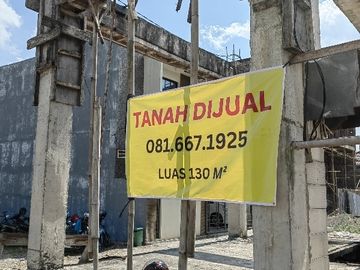 TANAH DIJUAL
081.667.1925
LUAS 130 M²